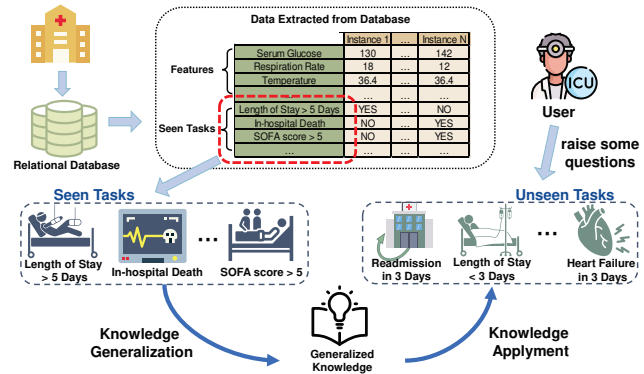 Data Extracted from Database
Instance 1 ... Instance N
Features
Serum Glucose 130 ... 142
Respiration Rate 18 ... 12
Temperature 36.4 ... 36.4
... ... ... ...
Seen Tasks
Length of Stay > 5 Days YES ... NO
In-hospital Death NO ... YES
SOFA score > 5 NO ... YES
... ... ... ...
Relational Database
ICU
User
raise some
questions
Seen Tasks
Length of Stay
> 5 Days
In-hospital Death
...
SOFA score > 5
Unseen Tasks
Readmission
in 3 Days
Length of Stay
< 3 Days
...
Heart Failure
in 3 Days
Knowledge
Generalization
Generalized
Knowledge
Knowledge
Applyment